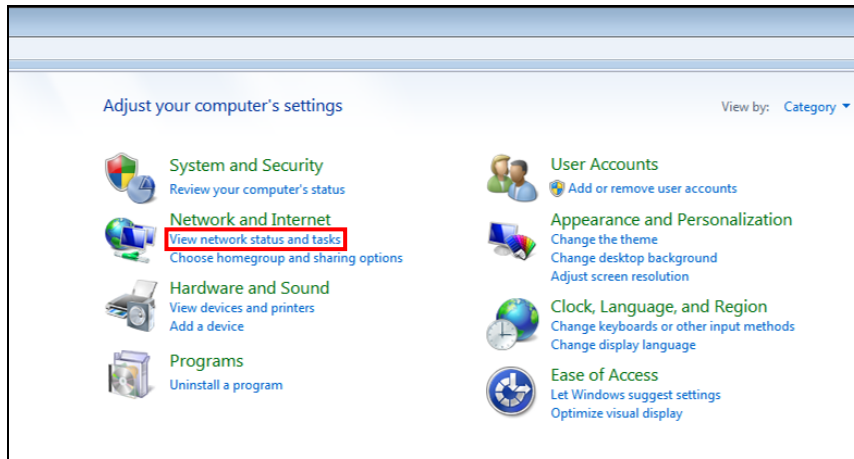 Adjust your computer's settings
View by: Category
System and Security
Review your computer's status
Network and Internet
View network status and tasks
Choose homegroup and sharing options
Hardware and Sound
View devices and printers
Add a device
Programs
Uninstall a program
User Accounts
Add or remove user accounts
Appearance and Personalization
Change the theme
Change desktop background
Adjust screen resolution
Clock, Language, and Region
Change keyboards or other input methods
Change display language
Ease of Access
Let Windows suggest settings
Optimize visual display